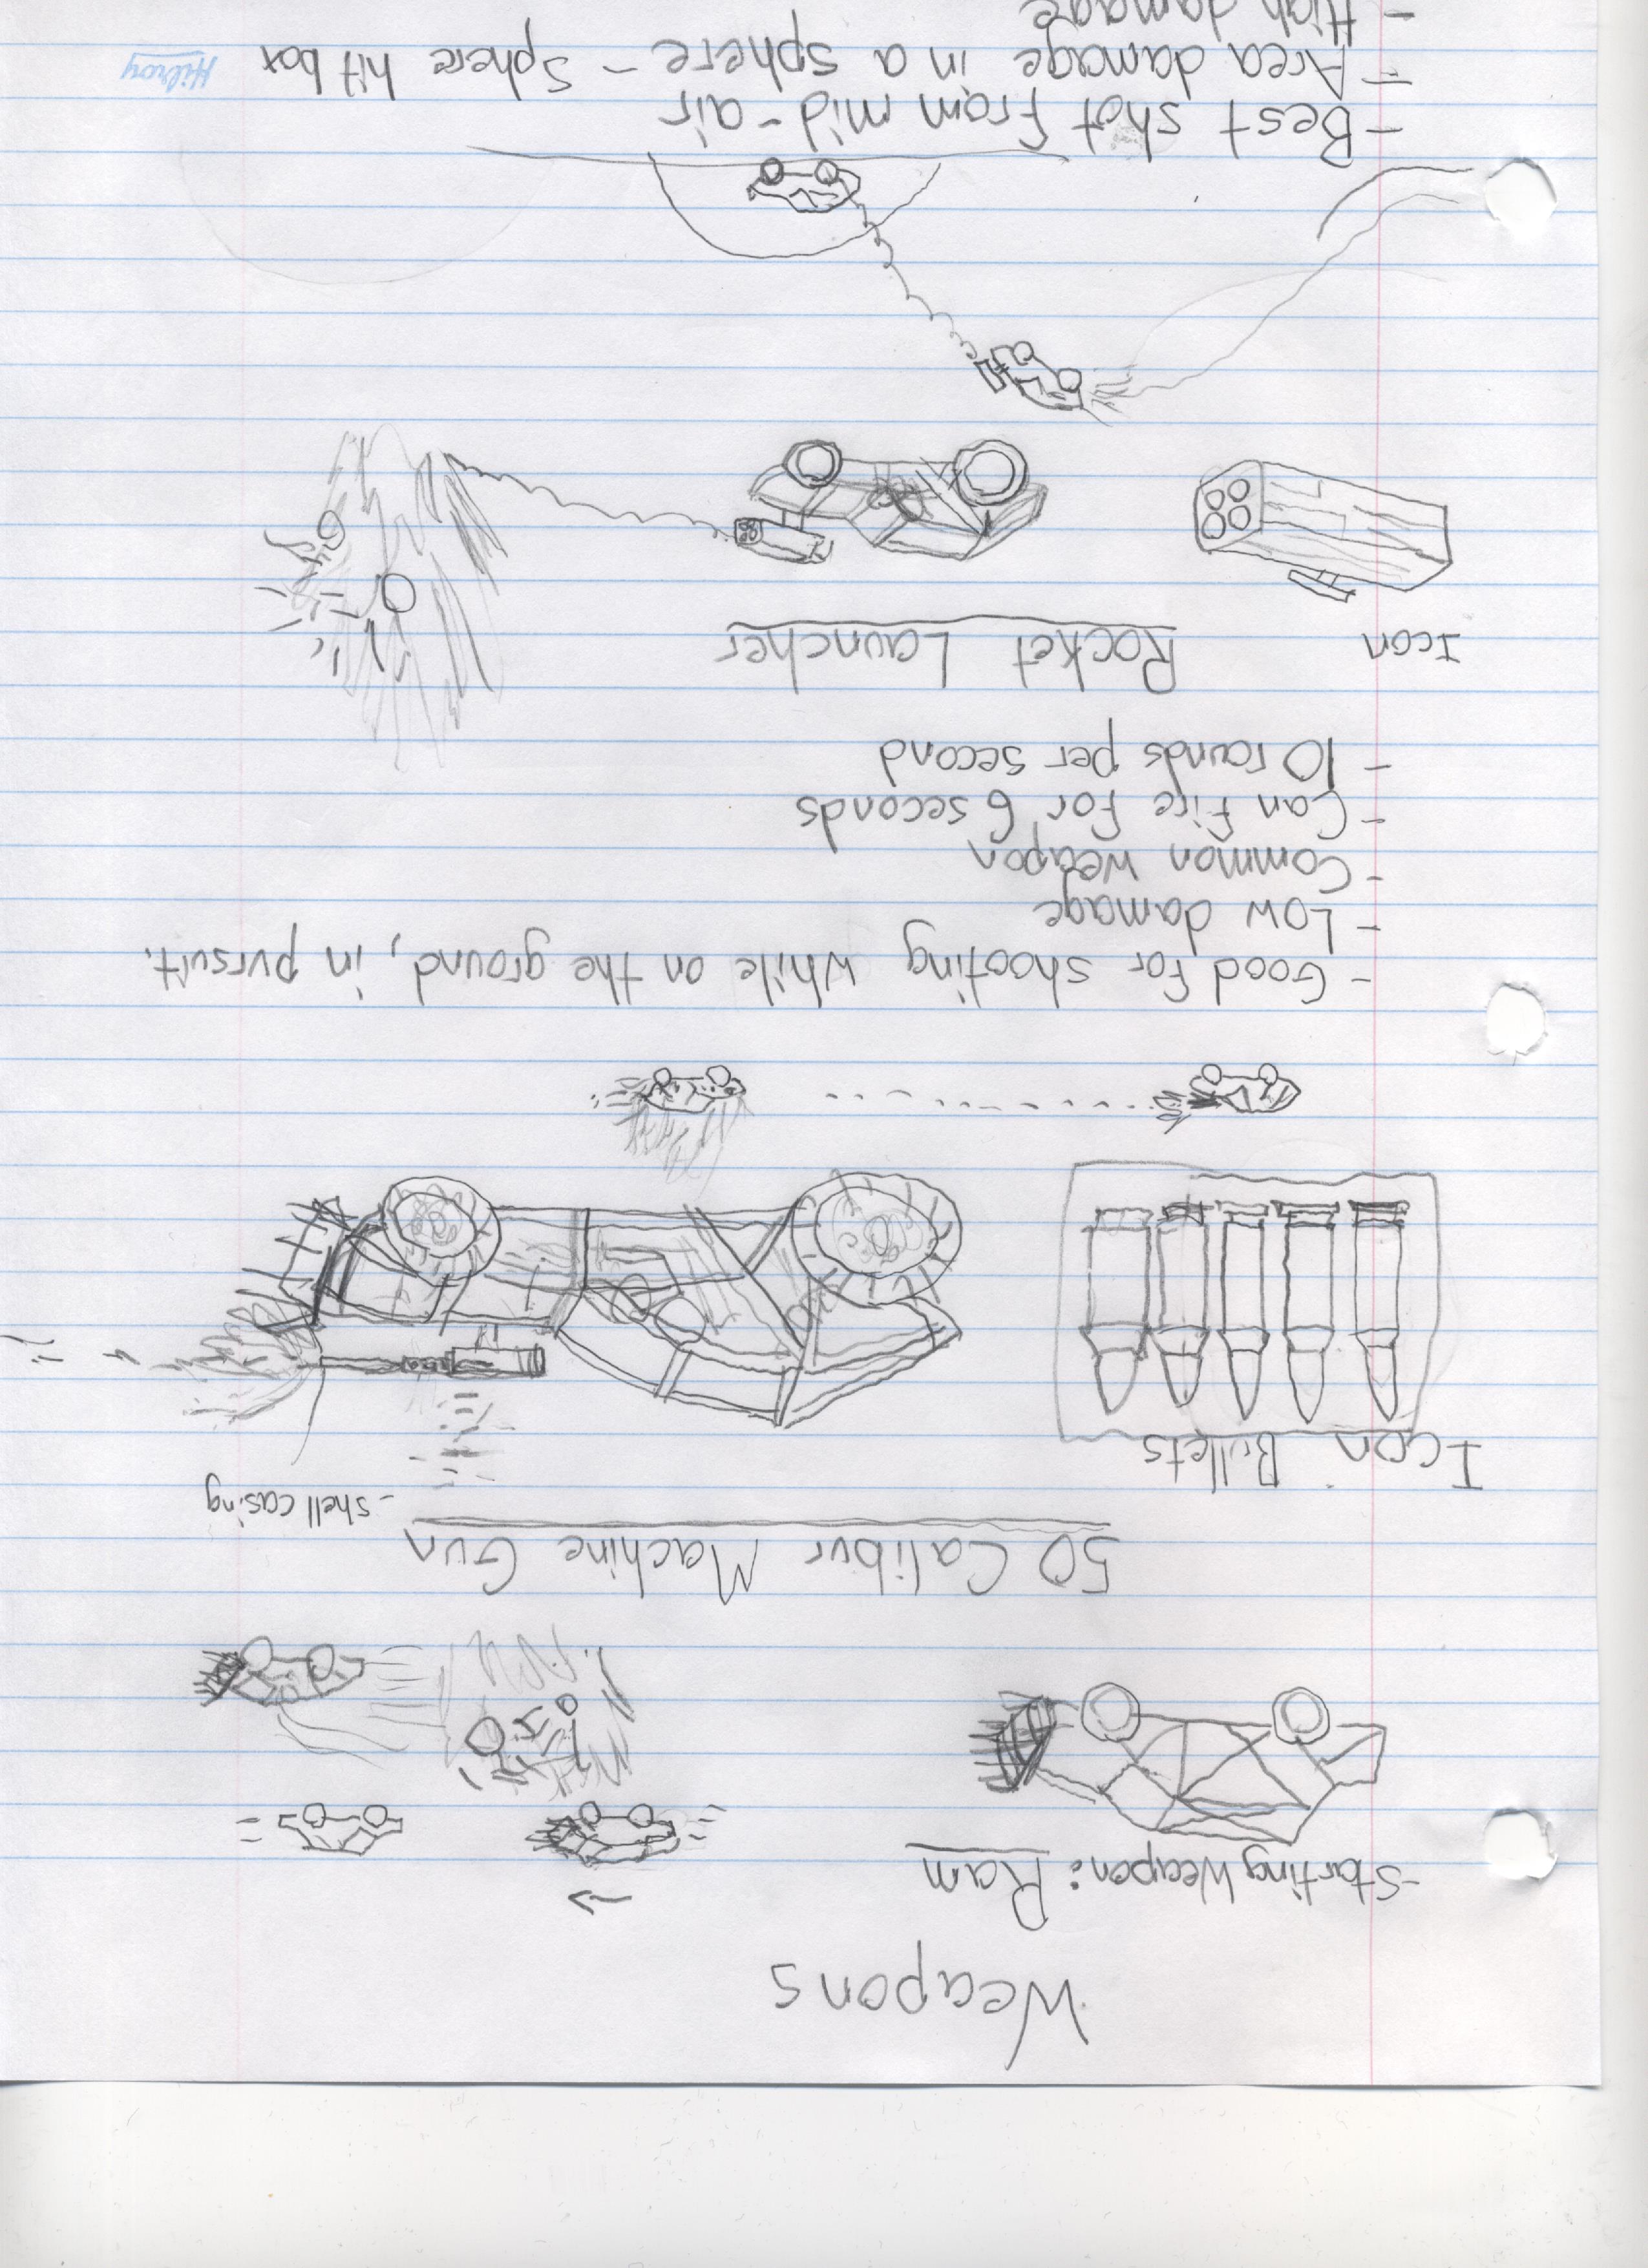 Weapons
-Starting Weapon: Ram
50 Calibur Machine Gun
-shell casing
Icon Bullets
- Good for shooting while on the ground, in pursuit.
- Low damage
- Common weapon
- Can fire for 6 seconds
- 10 rounds per second
Icon
Rocket Launcher
- Best shot from mid-air
- Area damage in a sphere - Sphere hit box
- High damage
Hilroy